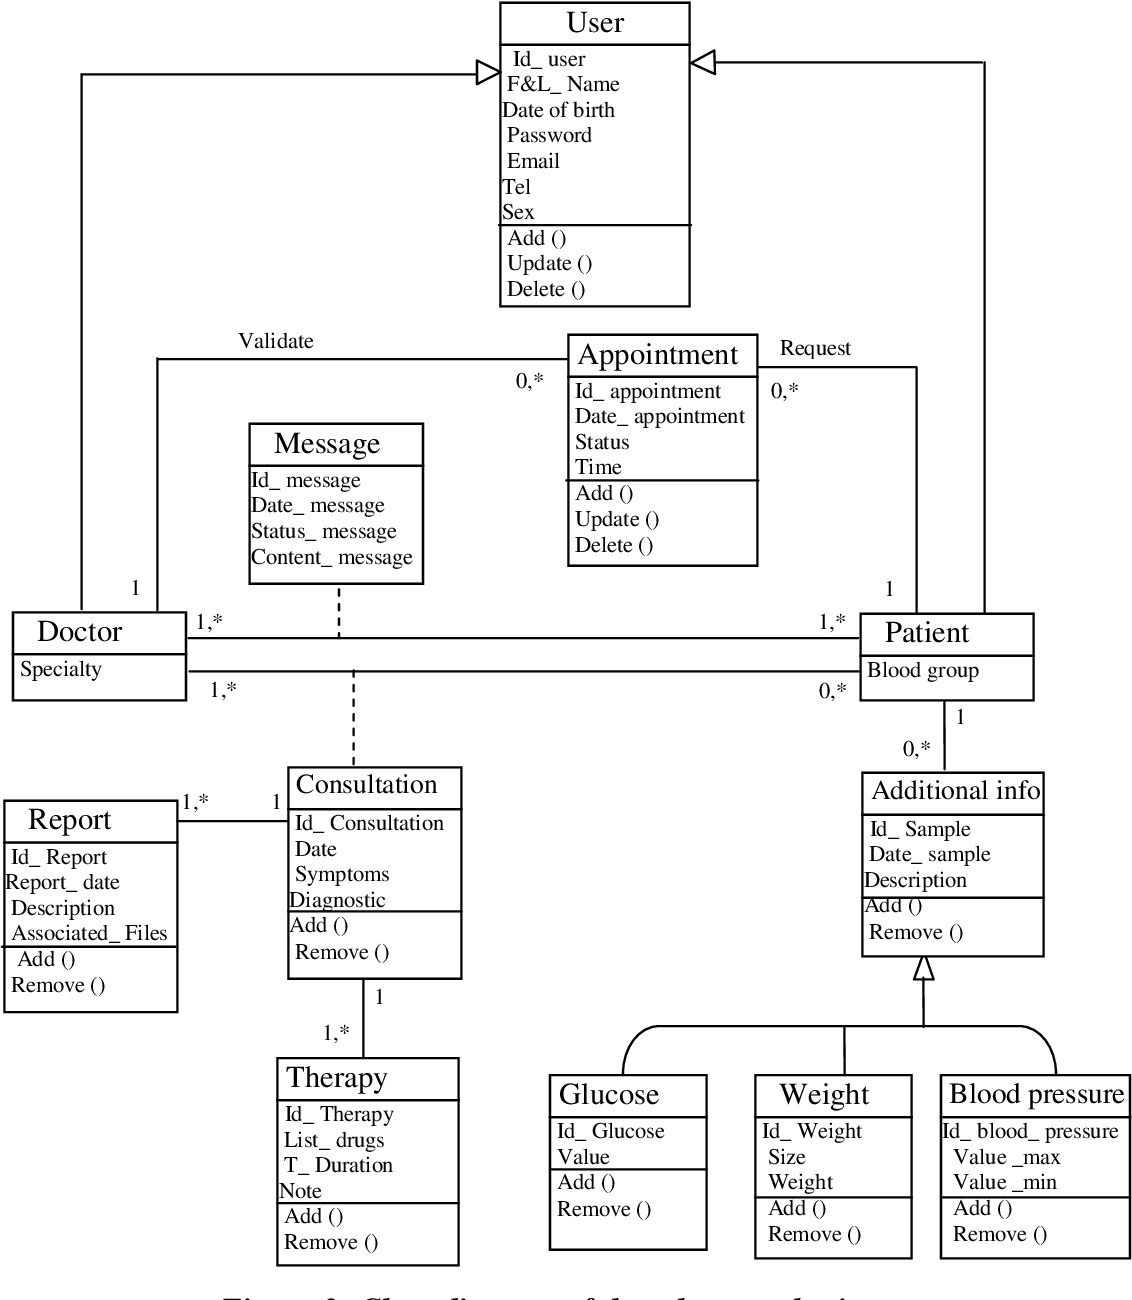 User
Id_ user
F&L_ Name
Date of birth
Password
Email
Tel
Sex
Add ()
Update ()
Delete ()
Validate
0,*
1
Appointment
Id_ appointment
Date_ appointment
Status
Time
Add ()
Update ()
Delete ()
Request
0,*
1
Message
Id_ message
Date_ message
Status_ message
Content_ message
Doctor
Specialty
1,*
1,*
1,*
0,*
Patient
Blood group
1
0,*
Consultation
Id_ Consultation
Date
Symptoms
Diagnostic
Add ()
Remove ()
1,*
1
Report
Id_ Report
Report_ date
Description
Associated_ Files
Add ()
Remove ()
1
1,*
Therapy
Id_ Therapy
List_ drugs
T_ Duration
Note
Add ()
Remove ()
Additional info
Id_ Sample
Date_ sample
Description
Add ()
Remove ()
Glucose
Id_ Glucose
Value
Add ()
Remove ()
Weight
Id_ Weight
Size
Weight
Add ()
Remove ()
Blood pressure
Id_ blood_ pressure
Value _max
Value _min
Add ()
Remove ()